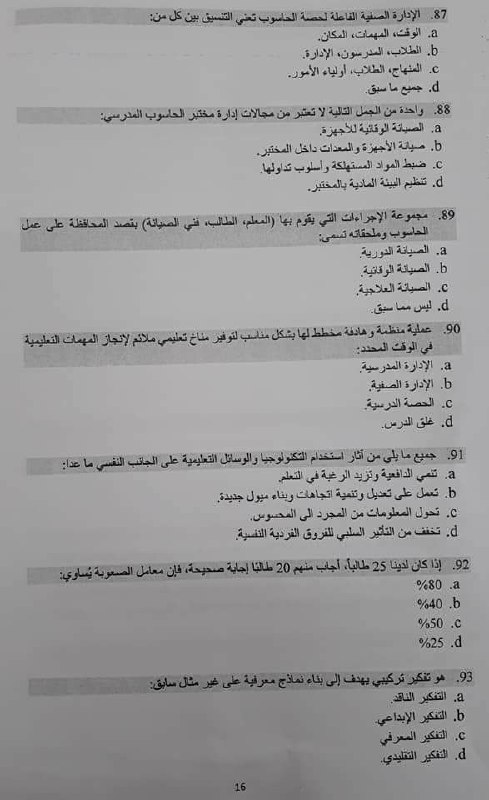 87. الإدارة الصفية الفاعلة لحصة الحاسوب تعني التنسيق بين كل من:
a. الوقت، المهمات، المكان.
b. الطلاب، المدرسون، الإدارة.
c. المنهاج، الطلاب، أولياء الأمور.
d. جميع ما سبق.
88. واحدة من الجمل التالية لا تعتبر من مجالات إدارة مختبر الحاسوب المدرسي:
a. الصيانة الوقائية للأجهزة.
b. صيانة الأجهزة والمعدات داخل المختبر.
c. ضبط المواد المستهلكة وأسلوب تداولها.
d. تنظيم البيئة المادية بالمختبر.
89. مجموعة الإجراءات التي يقوم بها (المعلم، الطالب، فني الصيانة) بقصد المحافظة على عمل
الحاسوب وملحقاته تسمى:
a. الصيانة الدورية.
b. الصيانة الوقائية.
c. الصيانة العلاجية.
d. ليس مما سبق.
90. عملية منظمة وهادفة مخطط لها بشكل مناسب لتوفير مناخ تعليمي ملائم لإنجاز المهمات التعليمية
في الوقت المحدد:
a. الإدارة المدرسية.
b. الإدارة الصفية.
c. الحصة الدرسية.
d. غلق الدرس.
91. جميع ما يلي من آثار استخدام التكنولوجيا والوسائل التعليمية على الجانب النفسي ما عدا:
a. تنمي الدافعية وتزيد الرغبة في التعلم.
b. تعمل على تعديل وتنمية اتجاهات وبناء ميول جديدة.
c. تحول المعلومات من المجرد الى المحسوس.
d. تخفف من التأثير السلبي للفروق الفردية النفسية.
92. إذا كان لدينا 25 طالباً، أجاب منهم 20 طالبًا إجابة صحيحة، فإن معامل الصعوبة يُساوي:
a. 80%
b. 40%
c. 50%
d. 25%
93. هو تفكير تركيبي يهدف إلى بناء نماذج معرفية على غير مثال سابق:
a. التفكير الناقد.
b. التفكير الإبداعي.
c. التفكير المعرفي
d. التفكير التقليدي.
16